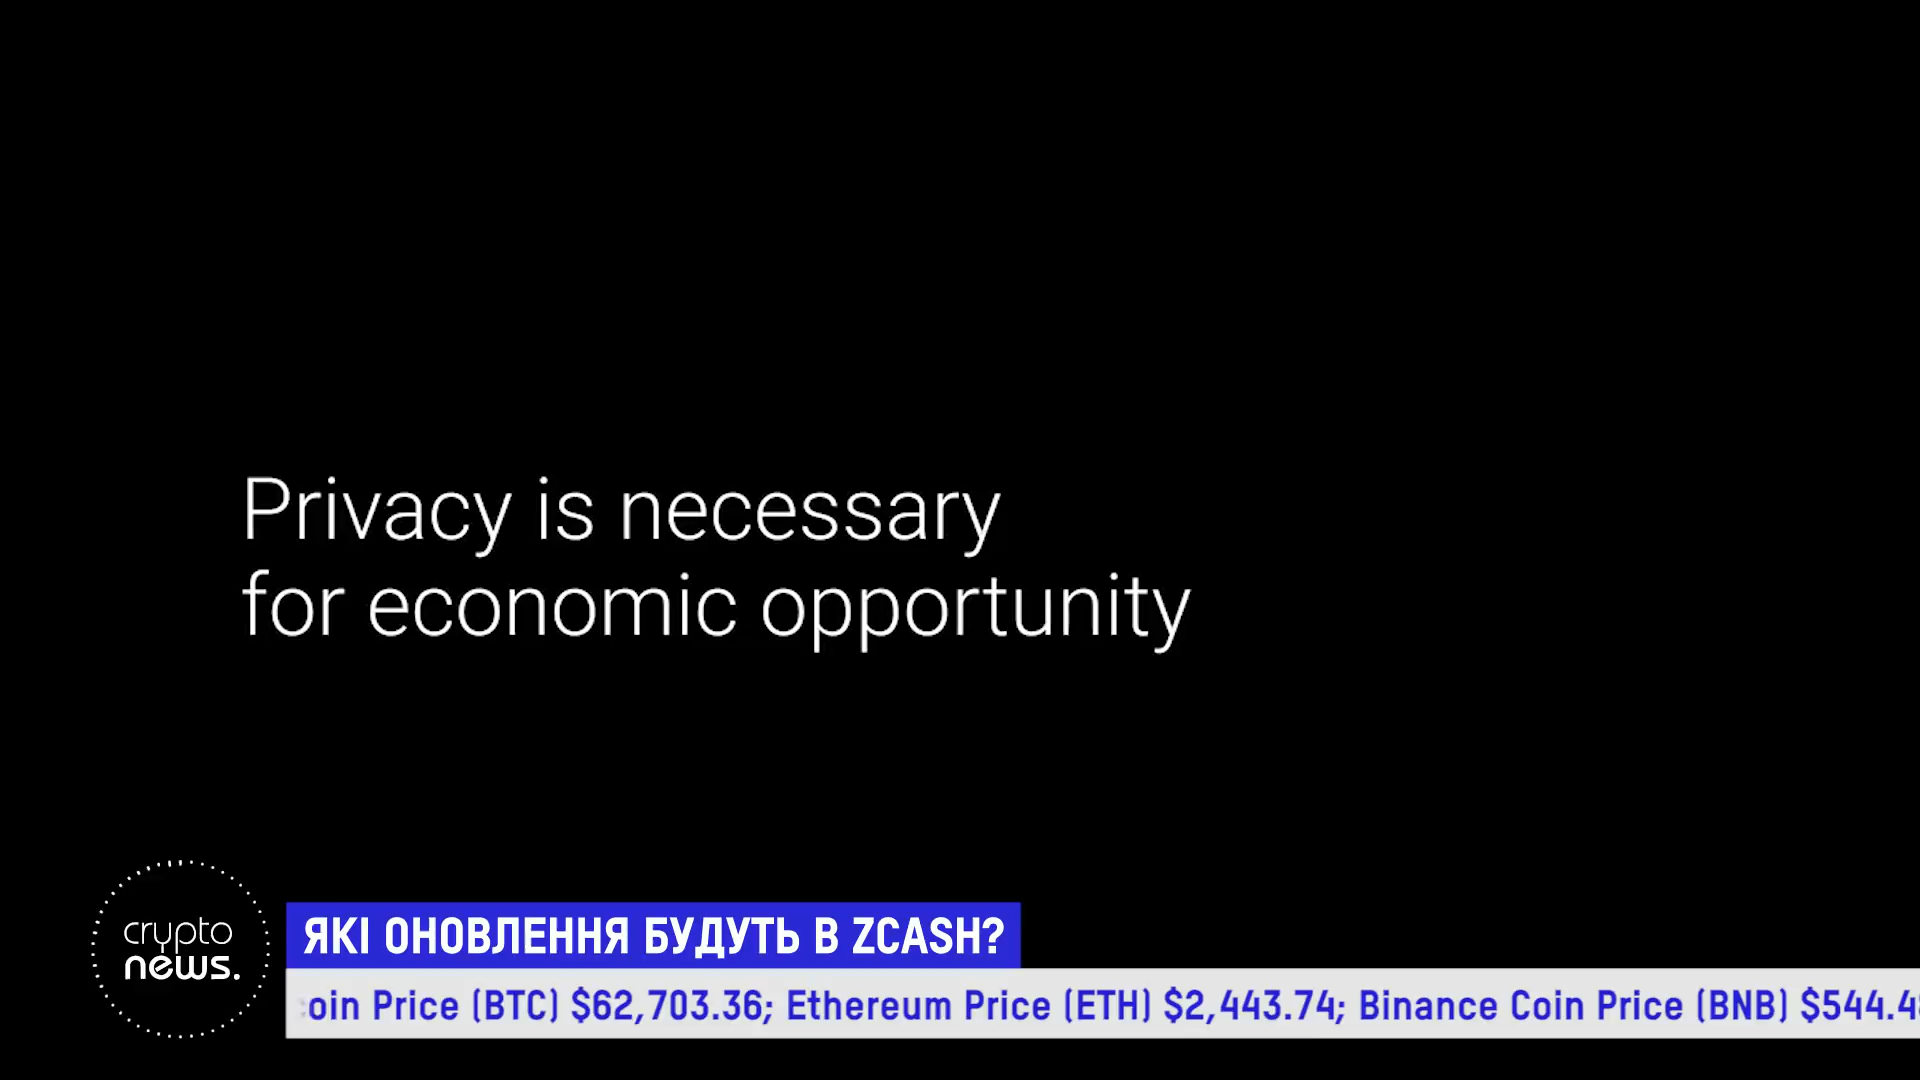 Privacy is necessary
for economic opportunity
crypto
news.
ЯКІ ОНОВЛЕННЯ БУДУТЬ В ZCASH?
oin Price (BTC) $62,703.36; Ethereum Price (ETH) $2,443.74; Binance Coin Price (BNB) $544.4